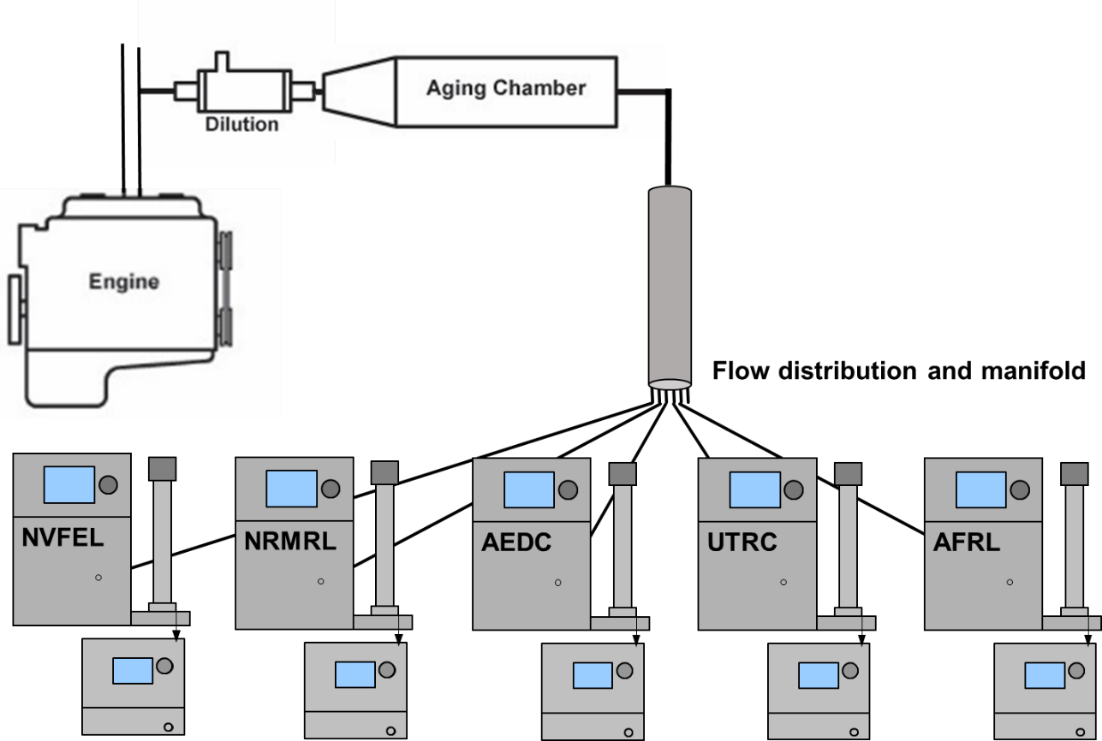 Aging Chamber
Dilution
Engine
Flow distribution and manifold
NVFEL
NRMRL
AEDC
UTRC
AFRL